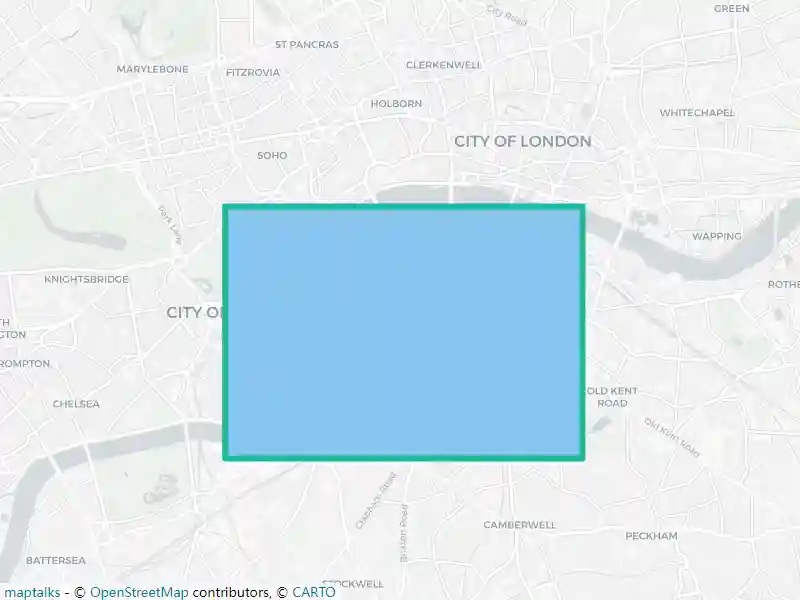 City Road
GREEN
ST PANCRAS
MARYLEBONE
FITZROVIA
CLERKENWELL
HOLBORN
WHITECHAPEL
CITY OF LONDON
SOHO
Park Lane
WAPPING
KNIGHTSBRIDGE
ROTHE
CITY O
TH
GTON
ROMPTON
OLD KENT
ROAD
CHELSEA
Old Kent Road
Clapham Road
Brixton Road
CAMBERWELL
PECKHAM
BATTERSEA
STOCKWELL
maptalks - © OpenStreetMap contributors, © CARTO